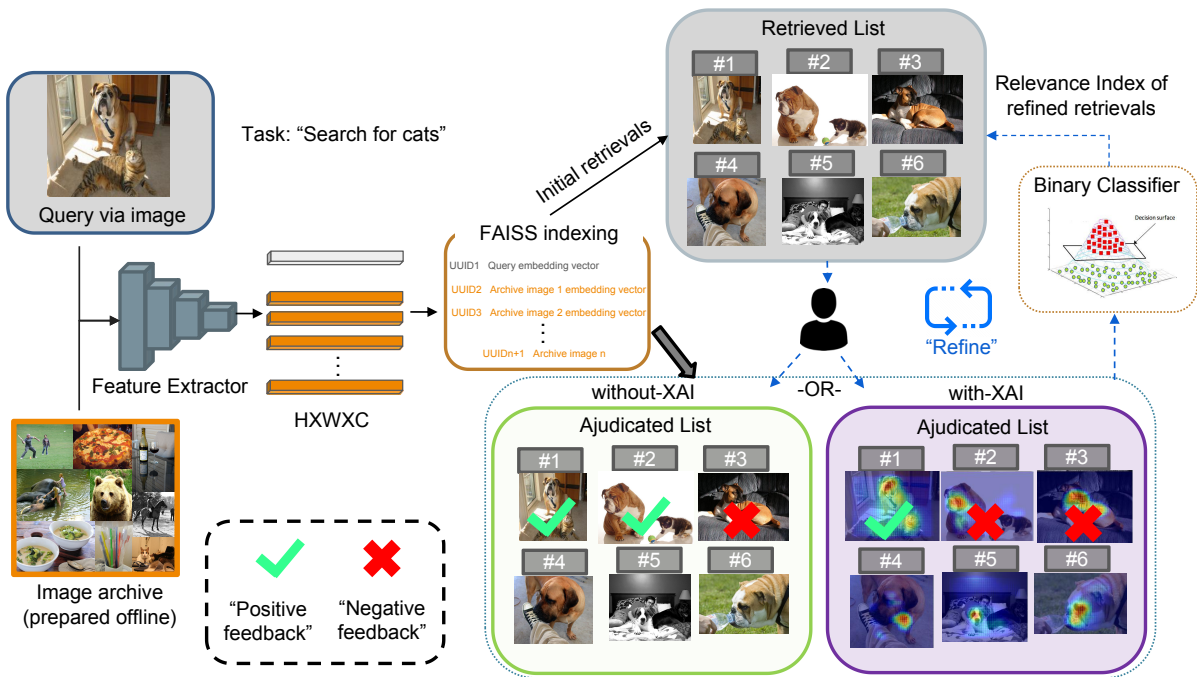 Query via image
Task: “Search for cats”
Feature Extractor
HXWXC
Image archive
(prepared offline)
“Positive
feedback”
“Negative
feedback”
FAISS indexing
UUID1 Query embedding vector
UUID2 Archive image 1 embedding vector
UUID3 Archive image 2 embedding vector
UUIDn+1 Archive image n
Initial retrievals
Retrieved List
#1
#2
#3
#4
#5
#6
Relevance Index of
refined retrievals
Binary Classifier
Decision surface
“Refine”
without-XAI
-OR-
with-XAI
Ajudicated List
#1
#2
#3
#4
#5
#6
Ajudicated List
#1
#2
#3
#4
#5
#6